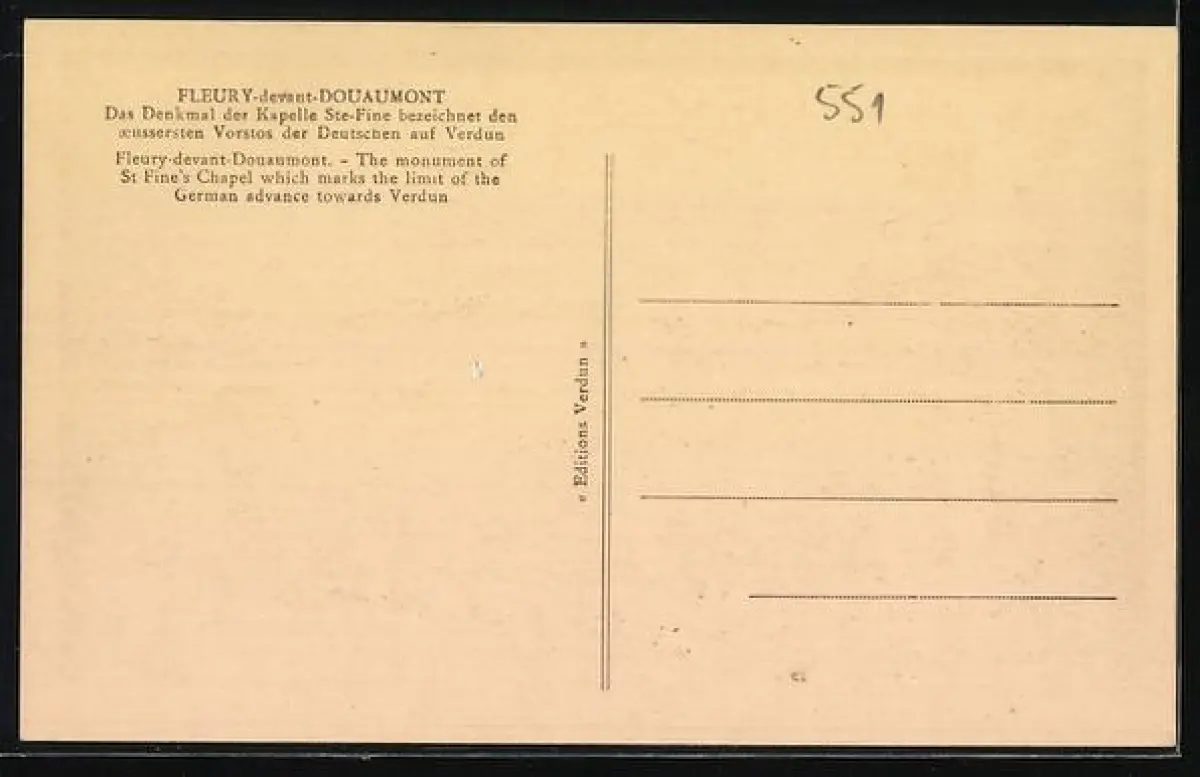 FLEURY-devant-DOUAUMONT
Das Denkmal der Kapelle Ste-Fine bezeichnet den
œussersten Vorstos der Deutschen auf Verdun
Fleury-devant-Douaumont. - The monument of
St Fine's Chapel which marks the limit of the
German advance towards Verdun
« Editions Verdun »
551